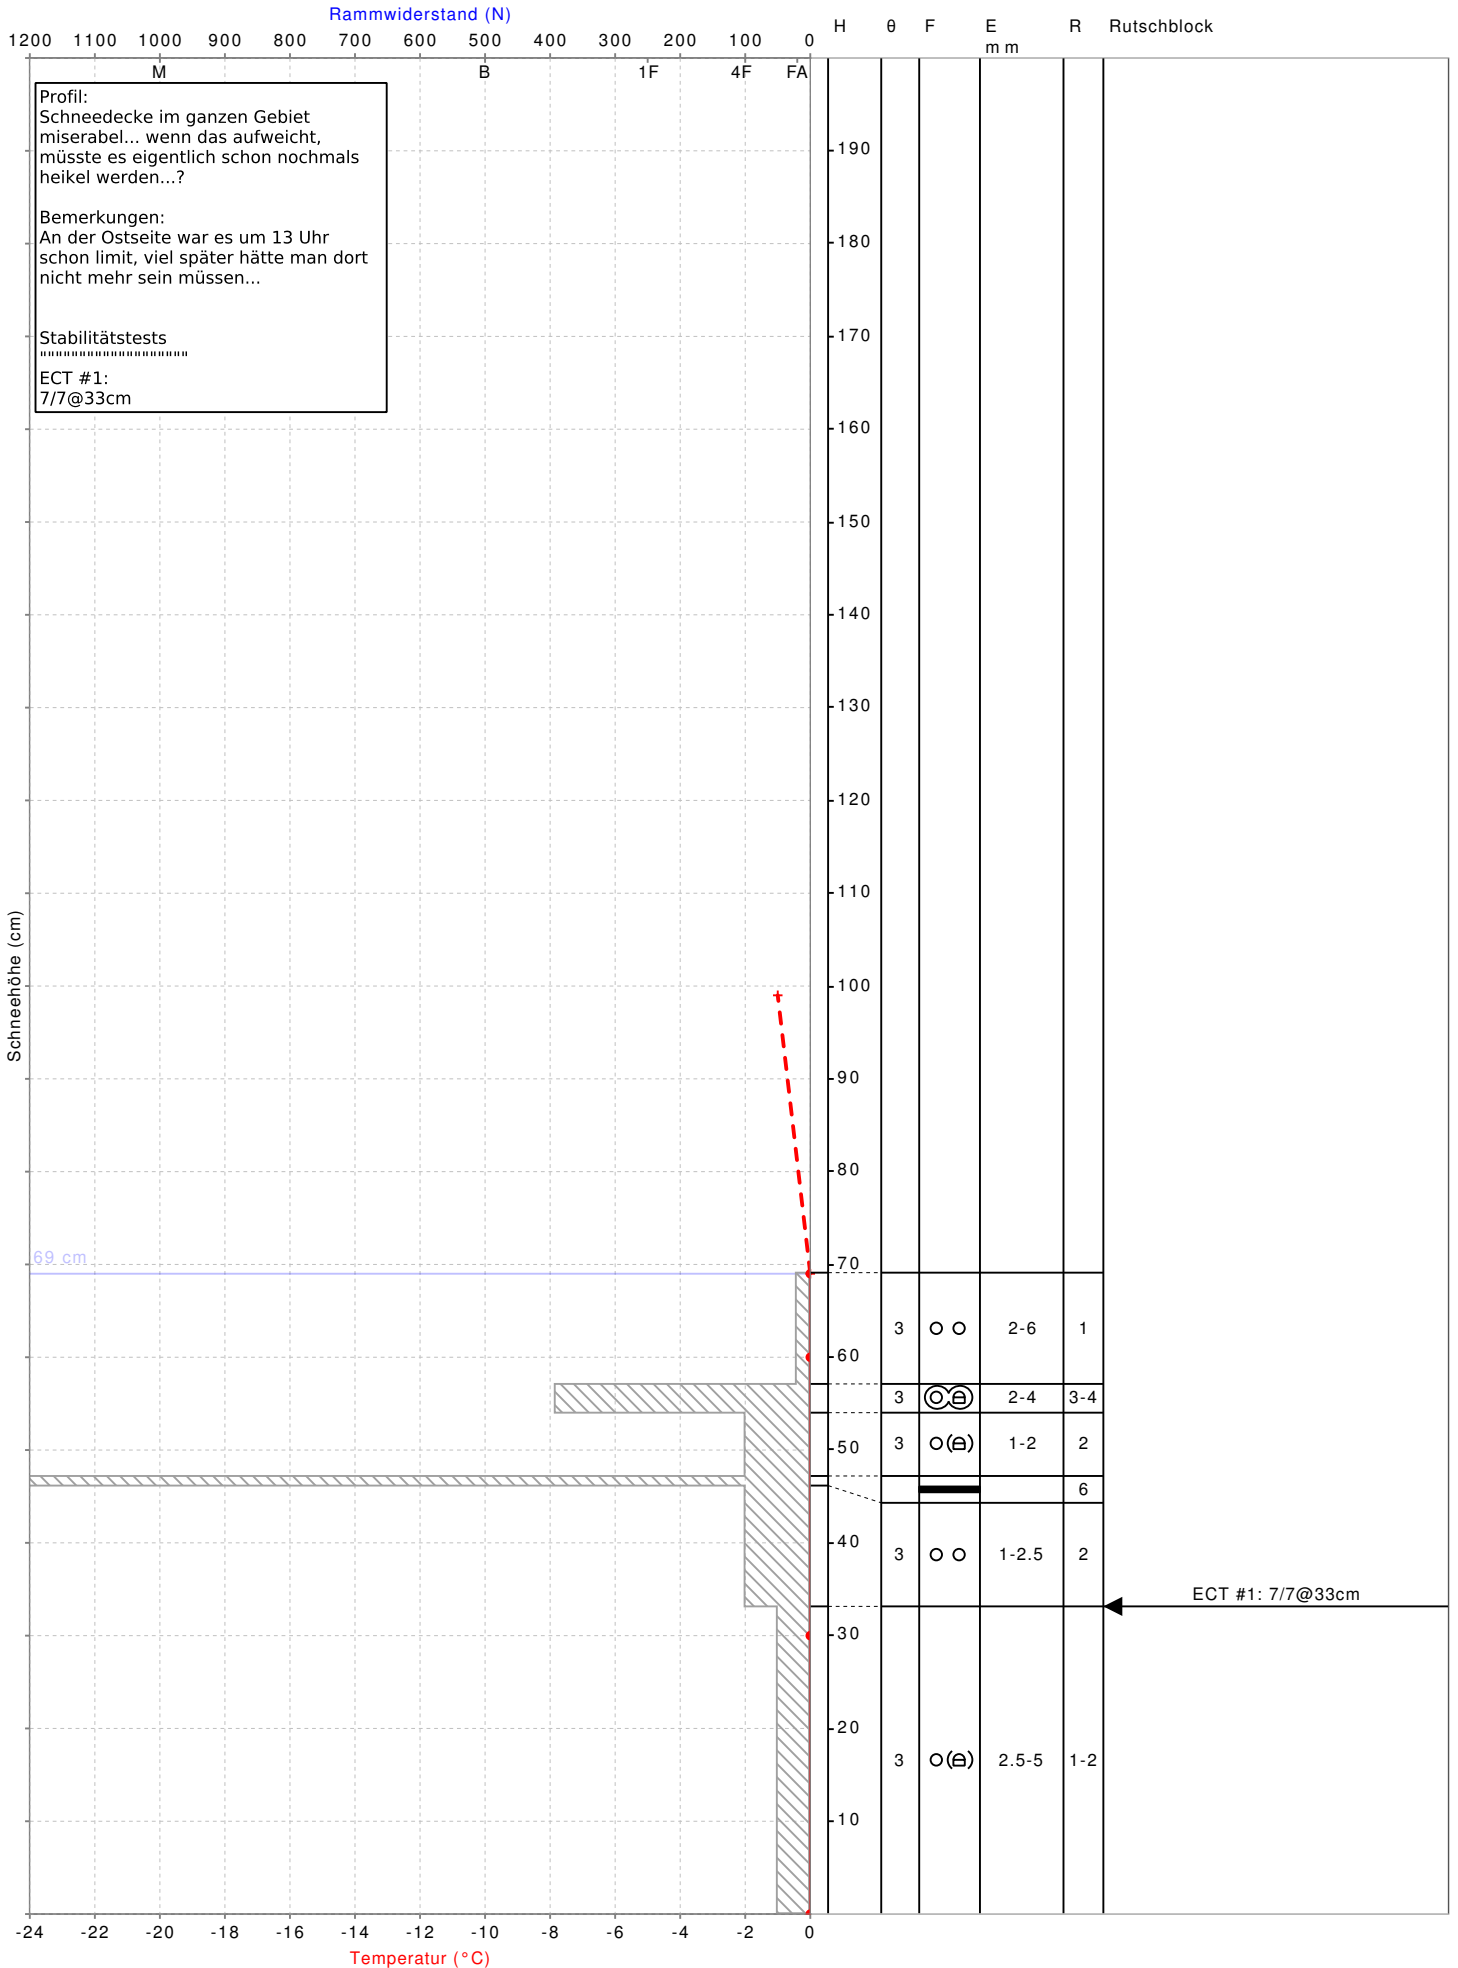 Rammwiderstand (N)
1200 1100 1000 900 800 700 600 500 400 300 200 100 0
M B 1F 4F FA
H θ F E R Rutschblock
m m
Profil:
Schneedecke im ganzen Gebiet
miserabel... wenn das aufweicht,
müsste es eigentlich schon nochmals
heikel werden...?
Bemerkungen:
An der Ostseite war es um 13 Uhr
schon limit, viel später hätte man dort
nicht mehr sein müssen...
Stabilitätstests
"""""""""""""""""""
ECT #1:
7/7@33cm
190
180
170
160
150
140
130
120
110
100
90
80
70
60
50
40
30
20
10
Schneehöhe (cm)
69 cm
3 2-6 1
3 2-4 3-4
3 1-2 2
6
3 1-2.5 2
ECT #1: 7/7@33cm
3 2.5-5 1-2
-24 -22 -20 -18 -16 -14 -12 -10 -8 -6 -4 -2 0
Temperatur (°C)